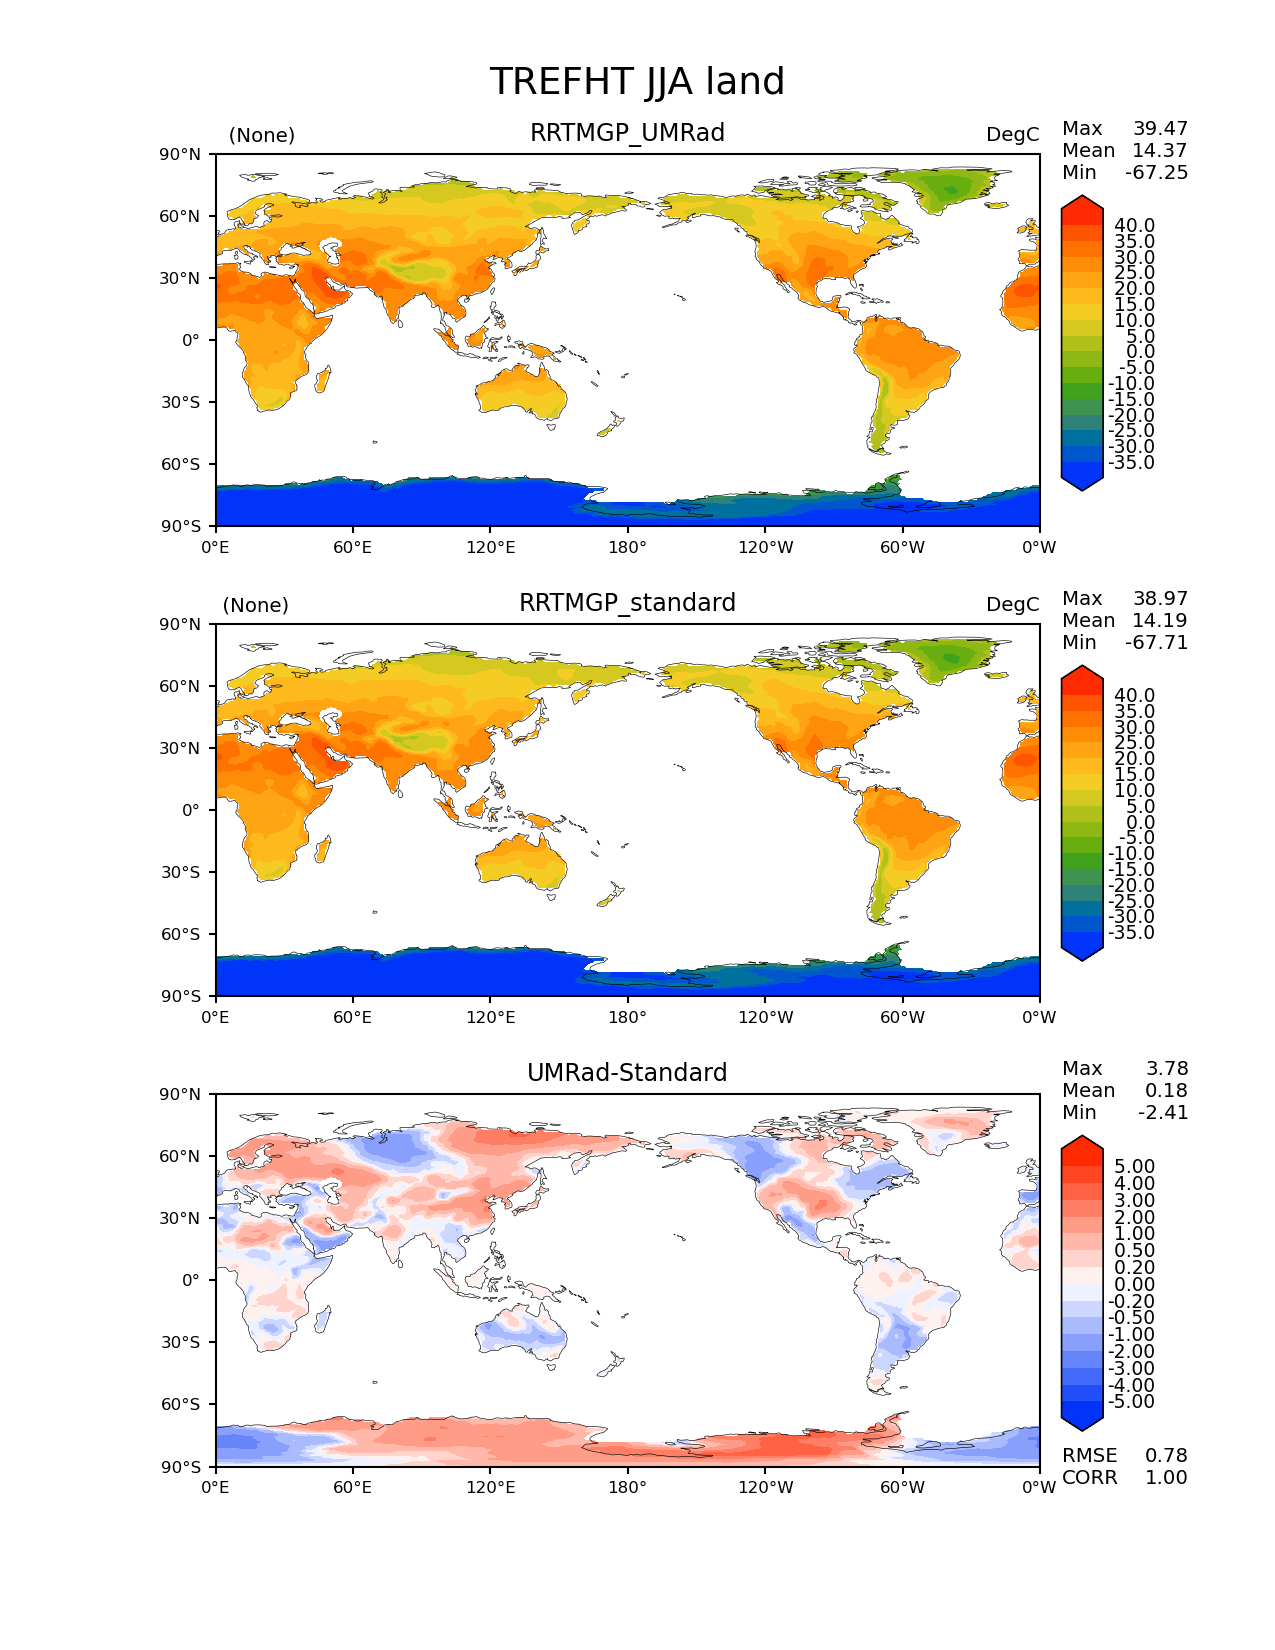 TREFHT JJA land
(None) RRTMGP_UMRad DegC
Max 39.47
Mean 14.37
Min -67.25
90°N
60°N
30°N
0°
30°S
60°S
90°S
0°E 60°E 120°E 180° 120°W 60°W 0°W
40.0
35.0
30.0
25.0
20.0
15.0
10.0
5.0
0.0
-5.0
-10.0
-15.0
-20.0
-25.0
-30.0
-35.0
(None) RRTMGP_standard DegC
Max 38.97
Mean 14.19
Min -67.71
90°N
60°N
30°N
0°
30°S
60°S
90°S
0°E 60°E 120°E 180° 120°W 60°W 0°W
40.0
35.0
30.0
25.0
20.0
15.0
10.0
5.0
0.0
-5.0
-10.0
-15.0
-20.0
-25.0
-30.0
-35.0
UMRad-Standard
Max 3.78
Mean 0.18
Min -2.41
90°N
60°N
30°N
0°
30°S
60°S
90°S
0°E 60°E 120°E 180° 120°W 60°W 0°W
5.00
4.00
3.00
2.00
1.00
0.50
0.20
0.00
-0.20
-0.50
-1.00
-2.00
-3.00
-4.00
-5.00
RMSE 0.78
CORR 1.00